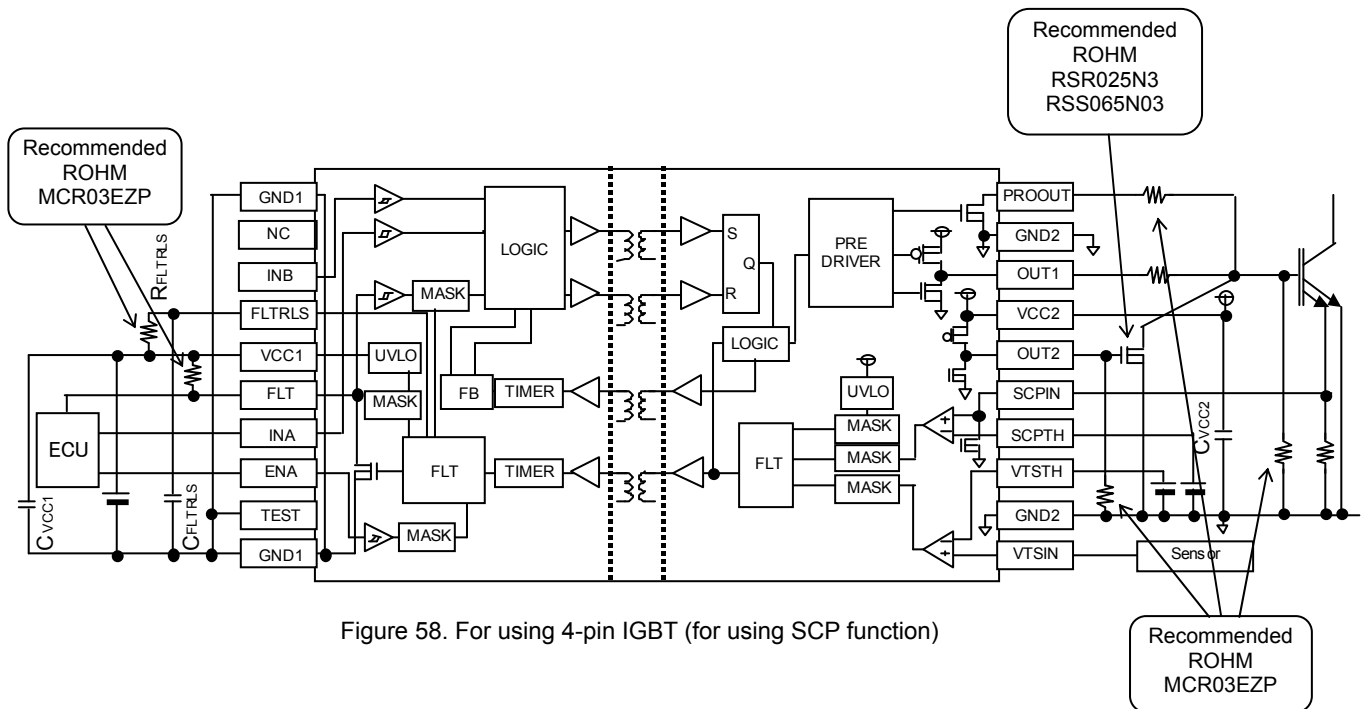 Recommended
ROHM
RSR025N3
RSS065N03
Recommended
ROHM
MCR03EZP
GND1
NC
INB
FLTRLS
VCC1
FLT
INA
ENA
TEST
GND1
RFLTRLS
ECU
CVCC1
CFLTRLS
LOGIC
MASK
UVLO
MASK
FB
TIMER
FLT
TIMER
MASK
S
Q
R
PRE
DRIVER
LOGIC
UVLO
MASK
MASK
MASK
FLT
+
-
+
-
PROOUT
GND2
OUT1
VCC2
OUT2
SCPIN
SCPTH
VTSTH
GND2
VTSIN
CVCC2
Sensor
Figure 58. For using 4-pin IGBT (for using SCP function)
Recommended
ROHM
MCR03EZP